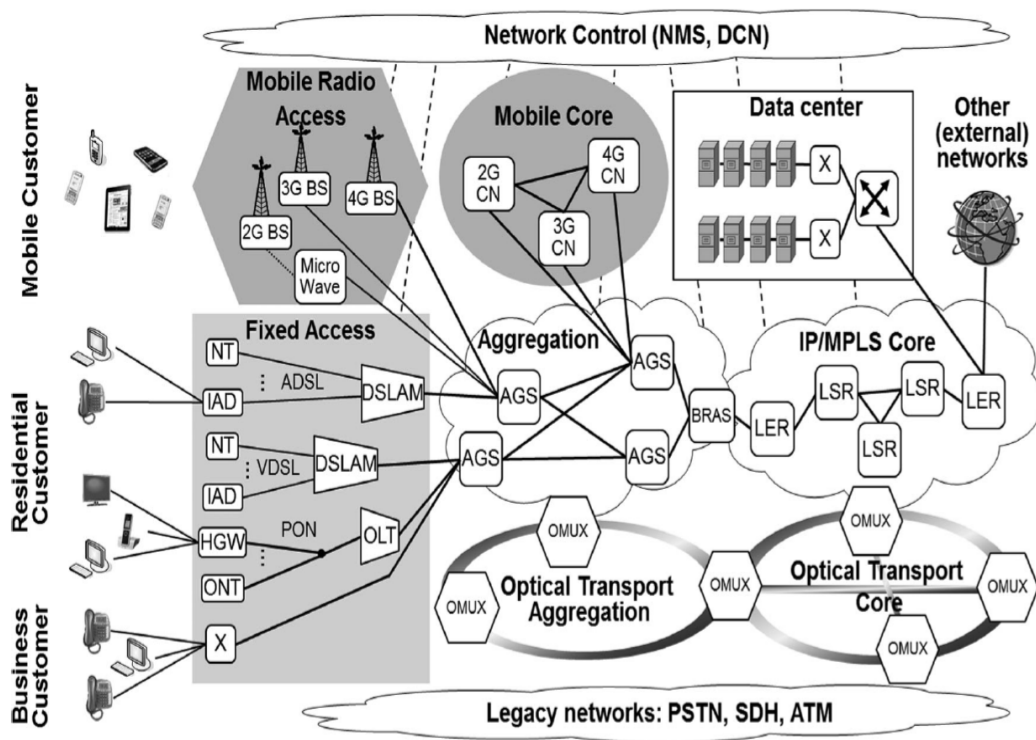 Network Control (NMS, DCN)
Mobile Customer
Mobile Radio
Access
3G BS
4G BS
2G BS
Micro
Wave
Mobile Core
2G
CN
4G
CN
3G
CN
Data center
X
X
Other
(external)
networks
Residential
Customer
Fixed Access
NT
ADSL
IAD
DSLAM
NT
VDSL
IAD
DSLAM
HGW
PON
OLT
ONT
Business
Customer
X
Aggregation
AGS
AGS
AGS
AGS
BRAS
IP/MPLS Core
LER
LSR
LSR
LSR
LER
OMUX
OMUX
Optical Transport
Aggregation
OMUX
OMUX
Optical Transport
Core
OMUX
OMUX
Legacy networks: PSTN, SDH, ATM